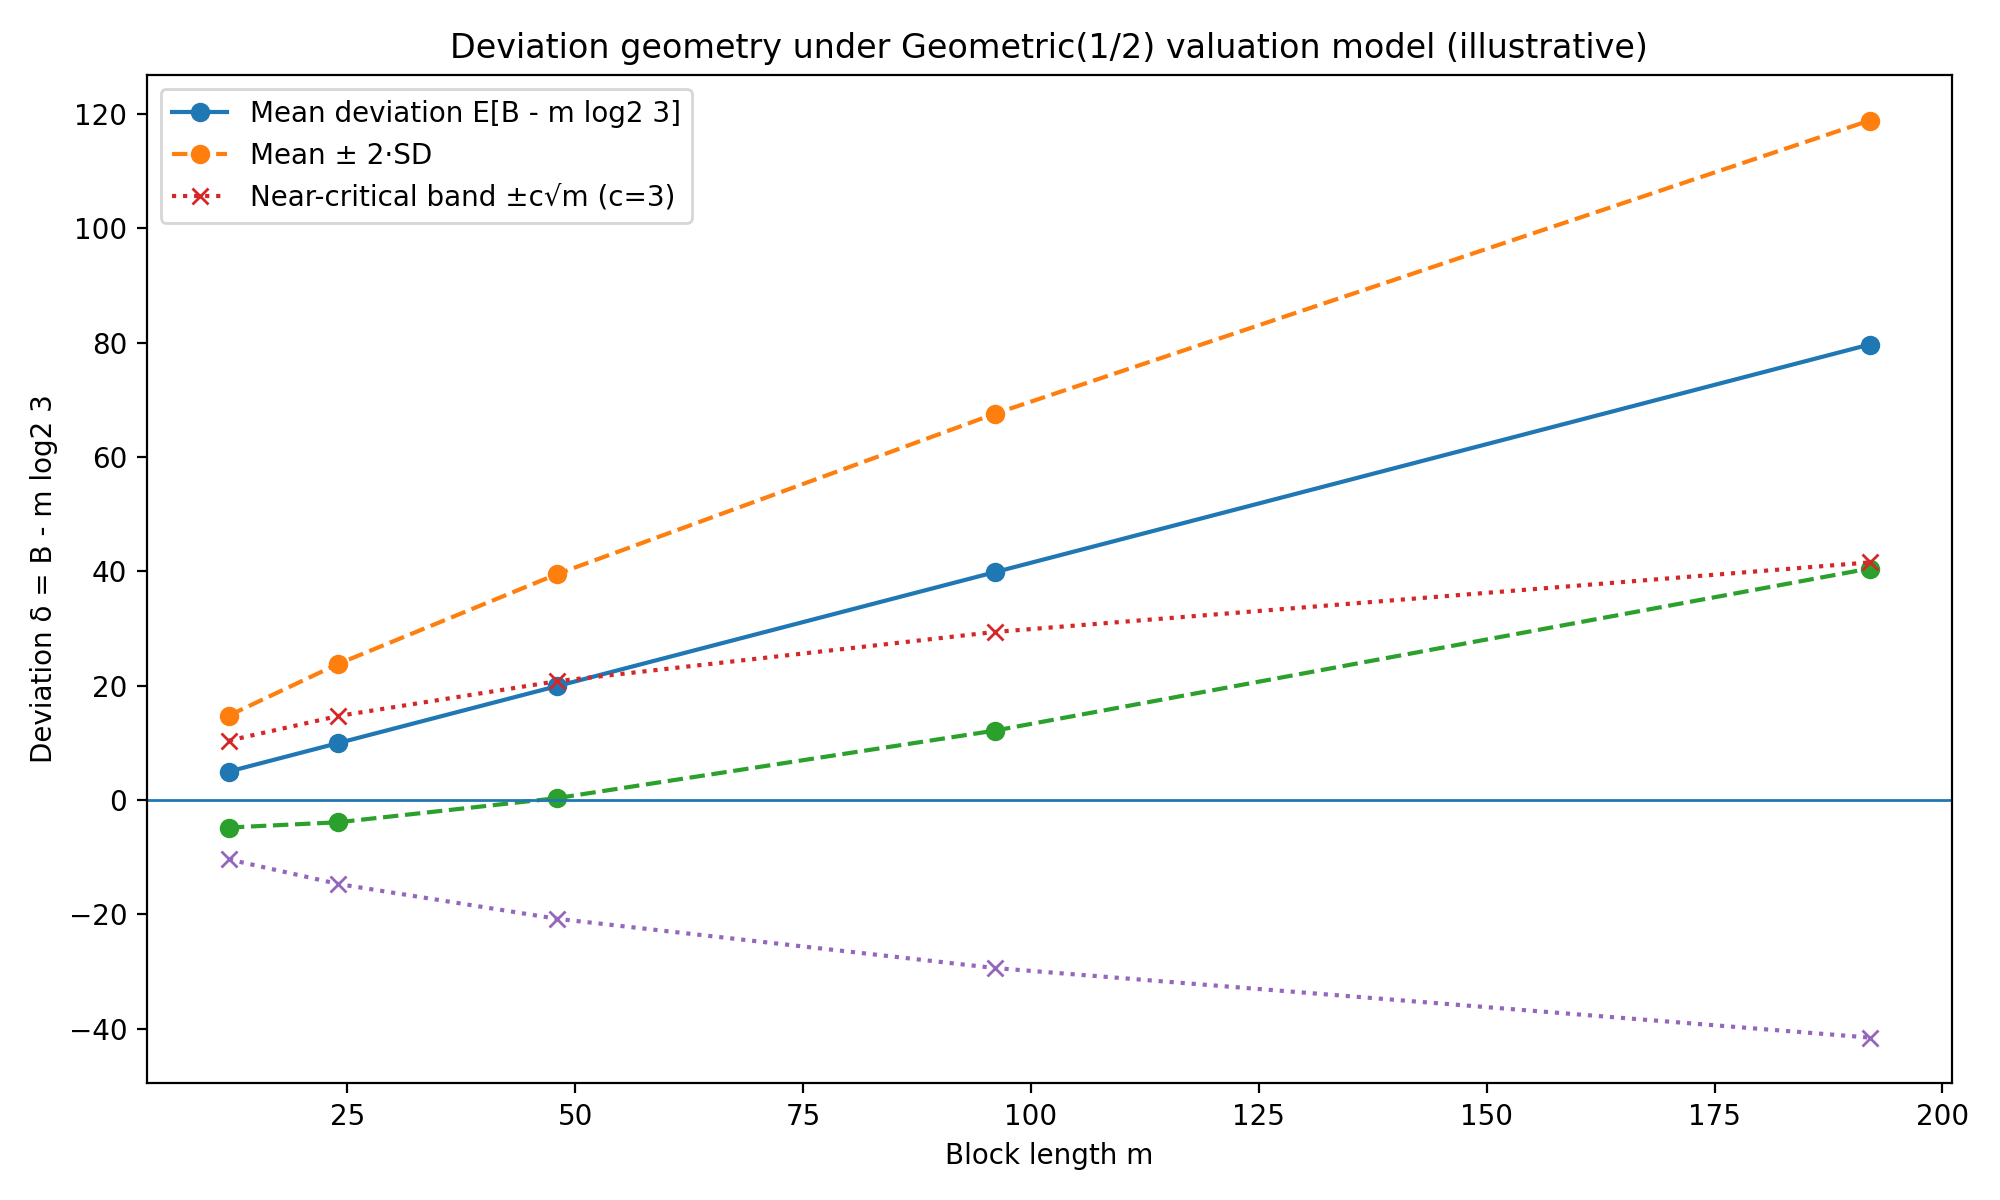 Deviation geometry under Geometric(1/2) valuation model (illustrative)
Mean deviation E[B - m log2 3]
Mean ± 2·SD
Near-critical band ±c√m (c=3)
Deviation δ = B - m log2 3
120
100
80
60
40
20
0
−20
−40
25 50 75 100 125 150 175 200
Block length m